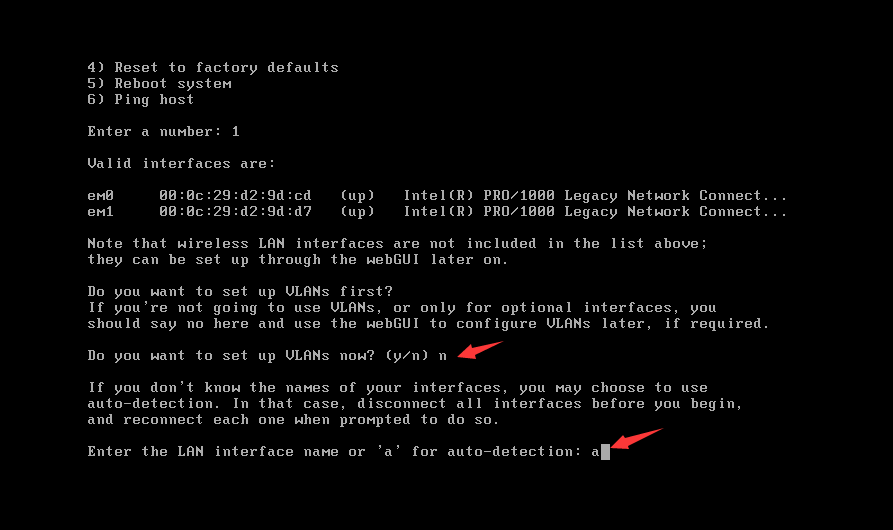 4) Reset to factory defaults
5) Reboot system
6) Ping host
Enter a number: 1
Valid interfaces are:
em0     00:0c:29:d2:9d:cd   (up)   Intel(R) PRO/1000 Legacy Network Connect...
em1     00:0c:29:d2:9d:d7   (up)   Intel(R) PRO/1000 Legacy Network Connect...
Note that wireless LAN interfaces are not included in the list above;
they can be set up through the webGUI later on.
Do you want to set up VLANs first?
If you're not going to use VLANs, or only for optional interfaces, you
should say no here and use the webGUI to configure VLANs later, if required.
Do you want to set up VLANs now? (y/n) n
If you don't know the names of your interfaces, you may choose to use
auto-detection. In that case, disconnect all interfaces before you begin,
and reconnect each one when prompted to do so.
Enter the LAN interface name or 'a' for auto-detection: a